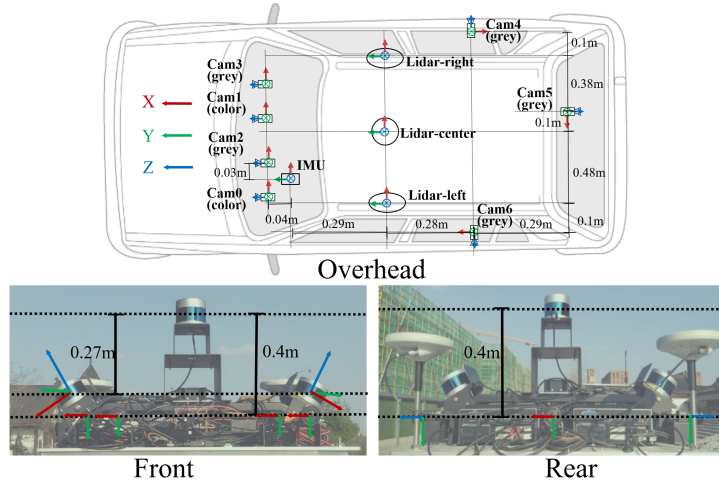 Cam4
(grey)
0.1m
Cam3
(grey)
Lidar-right
0.38m
X
Cam1
(color)
Cam5
(grey)
0.1m
Y
Lidar-center
Cam2
(grey)
Z
IMU
0.03m
0.48m
Lidar-left
Cam0
(color)
0.04m
0.29m
0.28m
Cam6
(grey)
0.29m
0.1m
Overhead
0.27m
0.4m
0.4m
Front
Rear